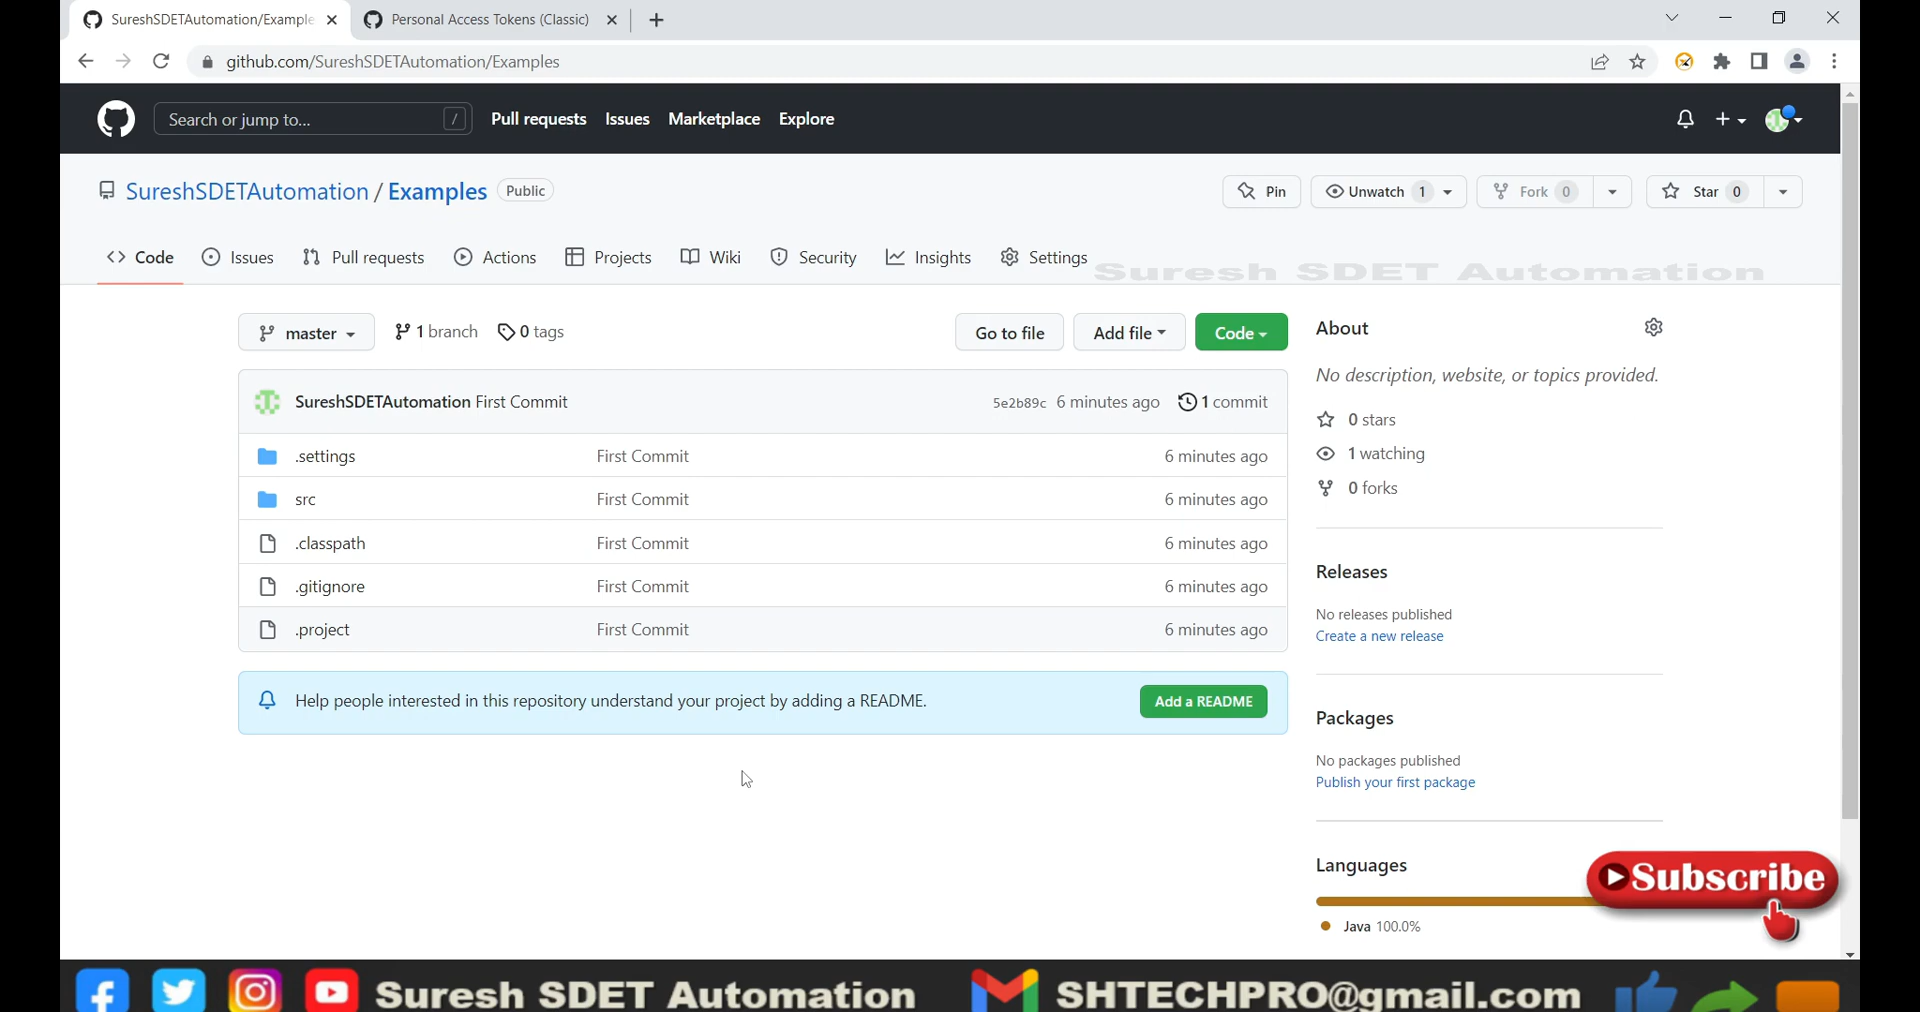 SureshSDETAutomation/Example
Personal Access Tokens (Classic)
github.com/SureshSDETAutomation/Examples
Search or jump to... /
Pull requests Issues Marketplace Explore
SureshSDETAutomation / Examples Public
Pin
Unwatch 1
Fork 0
Star 0
Code Issues Pull requests Actions Projects Wiki Security Insights Settings
Suresh SDET Automation
master 1 branch 0 tags
Go to file Add file Code
SureshSDETAutomation First Commit 5e2b89c 6 minutes ago 1 commit
.settings First Commit 6 minutes ago
src First Commit 6 minutes ago
.classpath First Commit 6 minutes ago
.gitignore First Commit 6 minutes ago
.project First Commit 6 minutes ago
Help people interested in this repository understand your project by adding a README. Add a README
About
No description, website, or topics provided.
0 stars
1 watching
0 forks
Releases
No releases published
Create a new release
Packages
No packages published
Publish your first package
Languages
Java 100.0%
Subscribe
Suresh SDET Automation SHTECHPRO@gmail.com